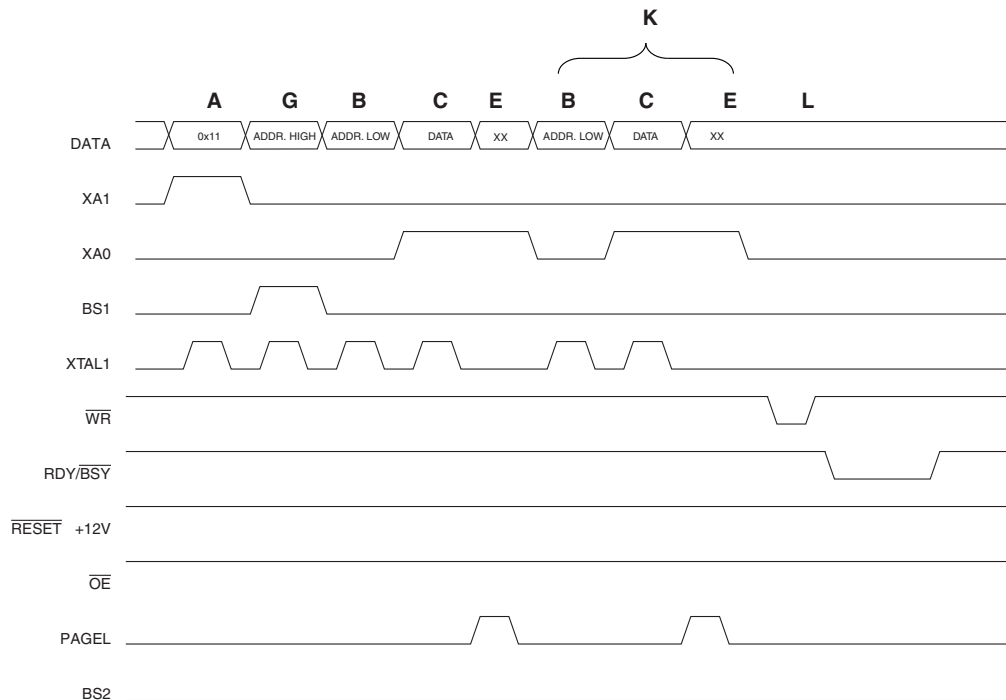 K
A G B C E B C E L
DATA 0x11 ADDR. HIGH ADDR. LOW DATA XX ADDR. LOW DATA XX
XA1
XA0
BS1
XTAL1
WR
RDY/BSY
RESET +12V
OE
PAGEL
BS2